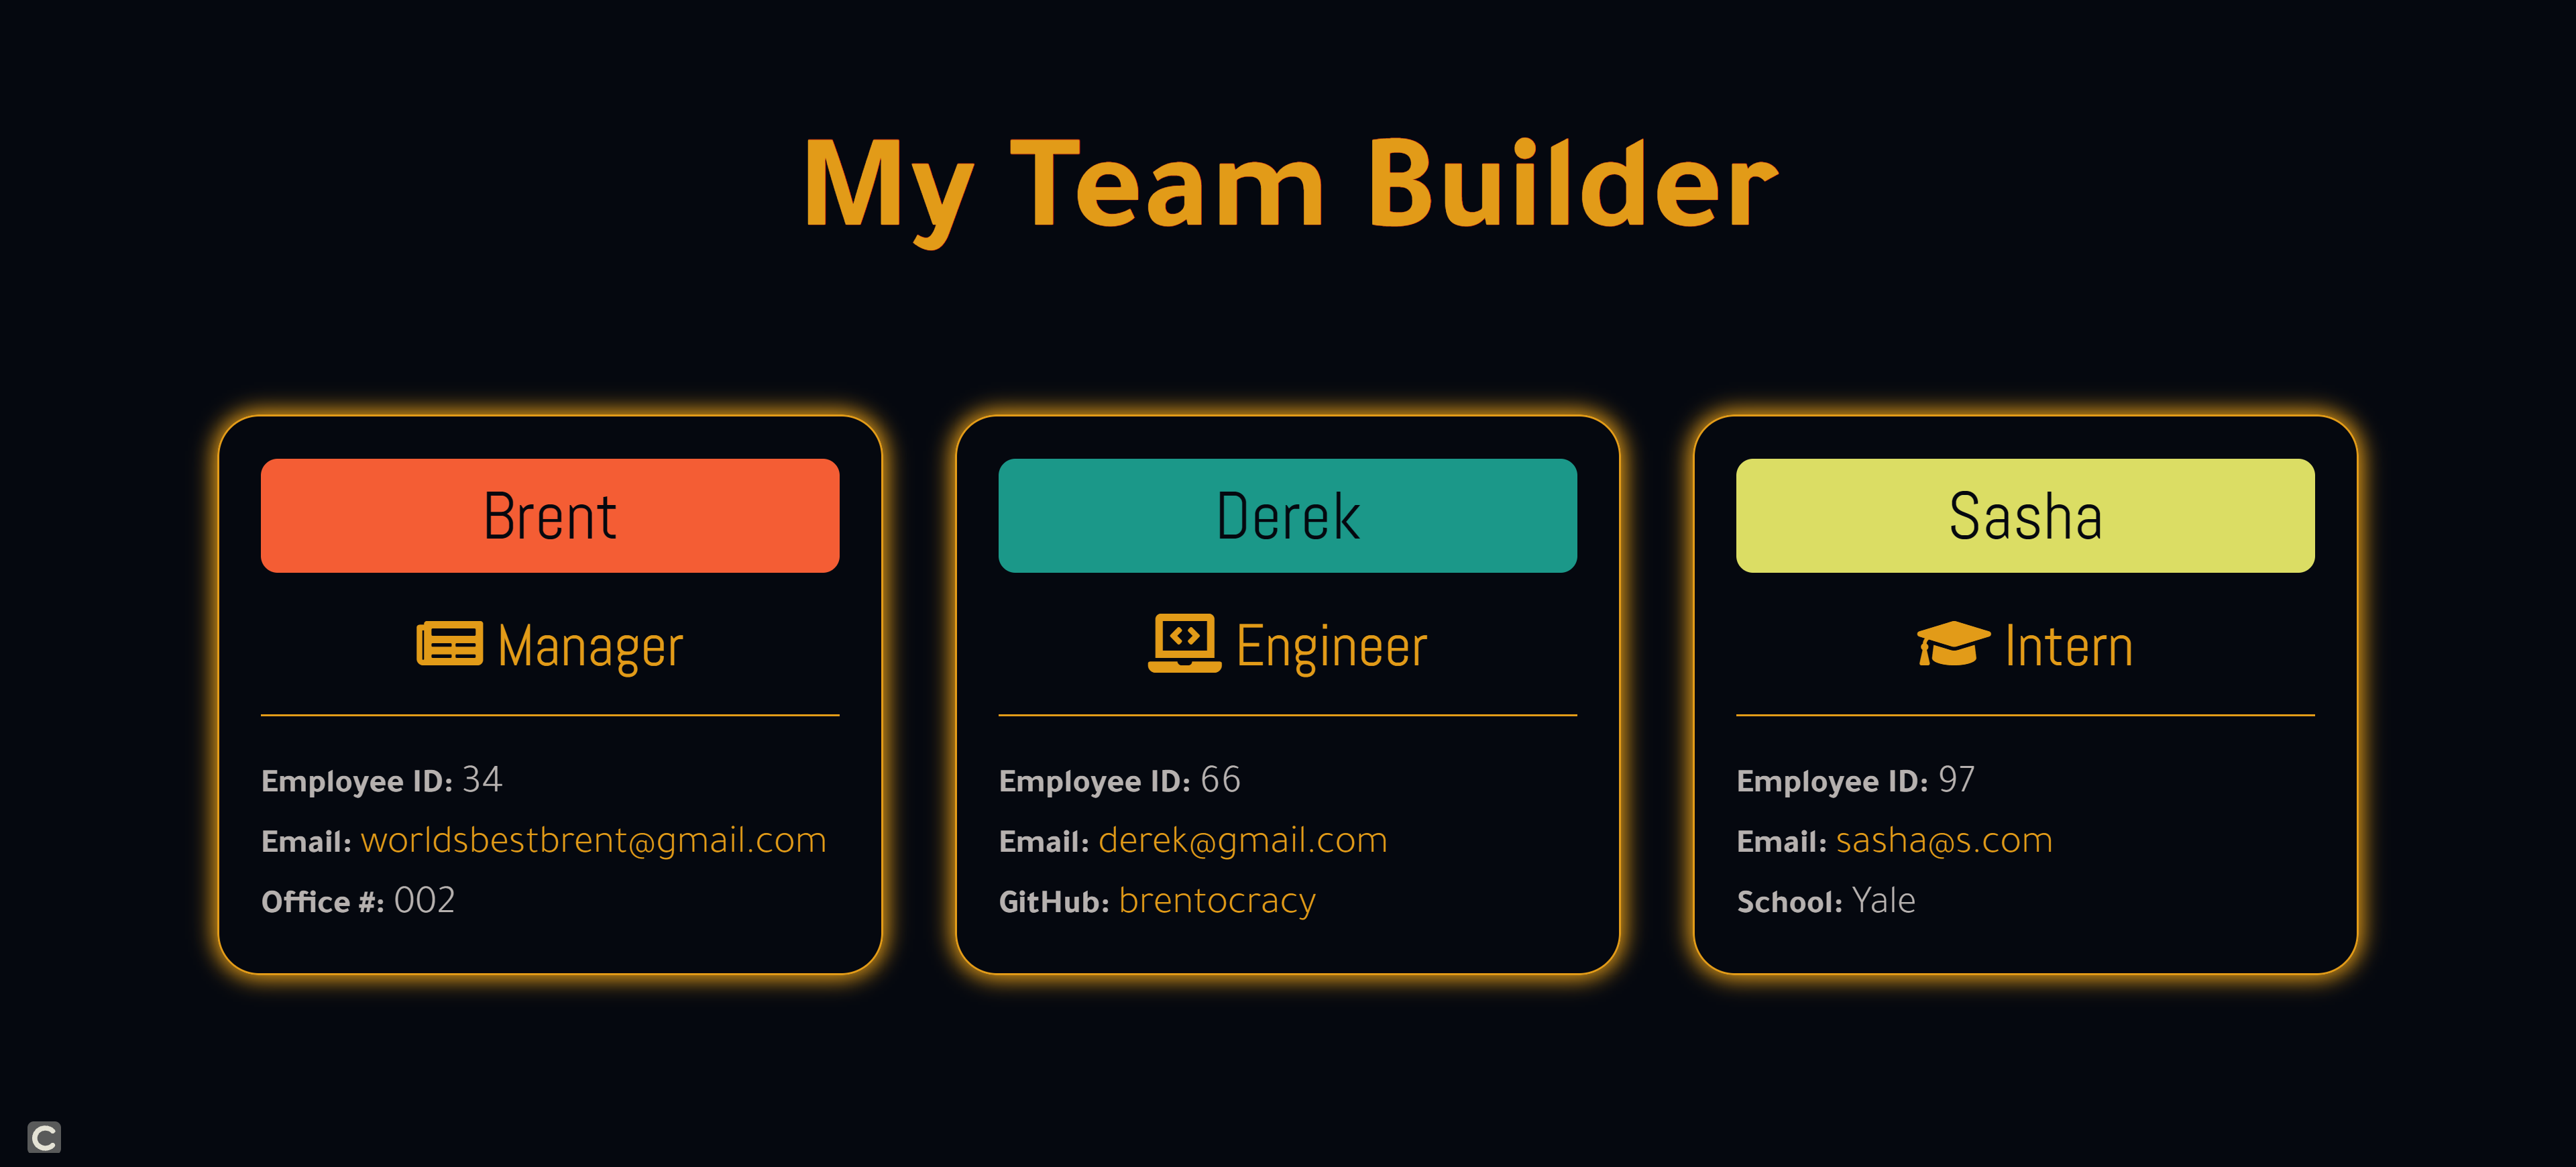 My Team Builder
Brent
Manager
Employee ID: 34
Email: worldsbestbrent@gmail.com
Office #: 002
Derek
Engineer
Employee ID: 66
Email: derek@gmail.com
GitHub: brentocracy
Sasha
Intern
Employee ID: 97
Email: sasha@s.com
School: Yale
C